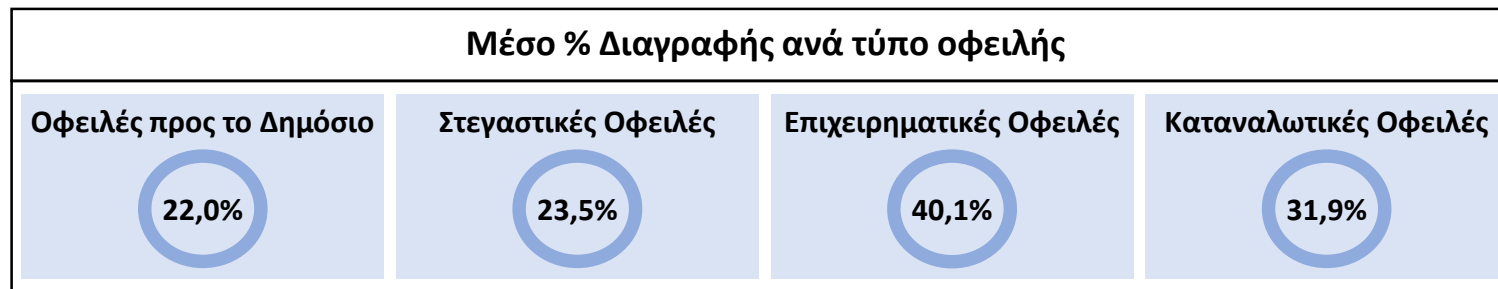 Μέσο % Διαγραφής ανά τύπο οφειλής
Οφειλές προς το Δημόσιο
22,0%
Στεγαστικές Οφειλές
23,5%
Επιχειρηματικές Οφειλές
40,1%
Καταναλωτικές Οφειλές
31,9%